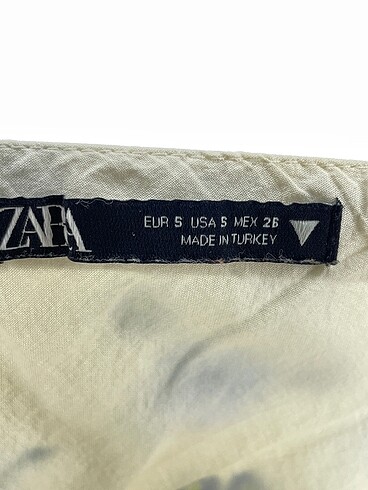 ZARA
EUR S USA S MEX 26
MADE IN TURKEY